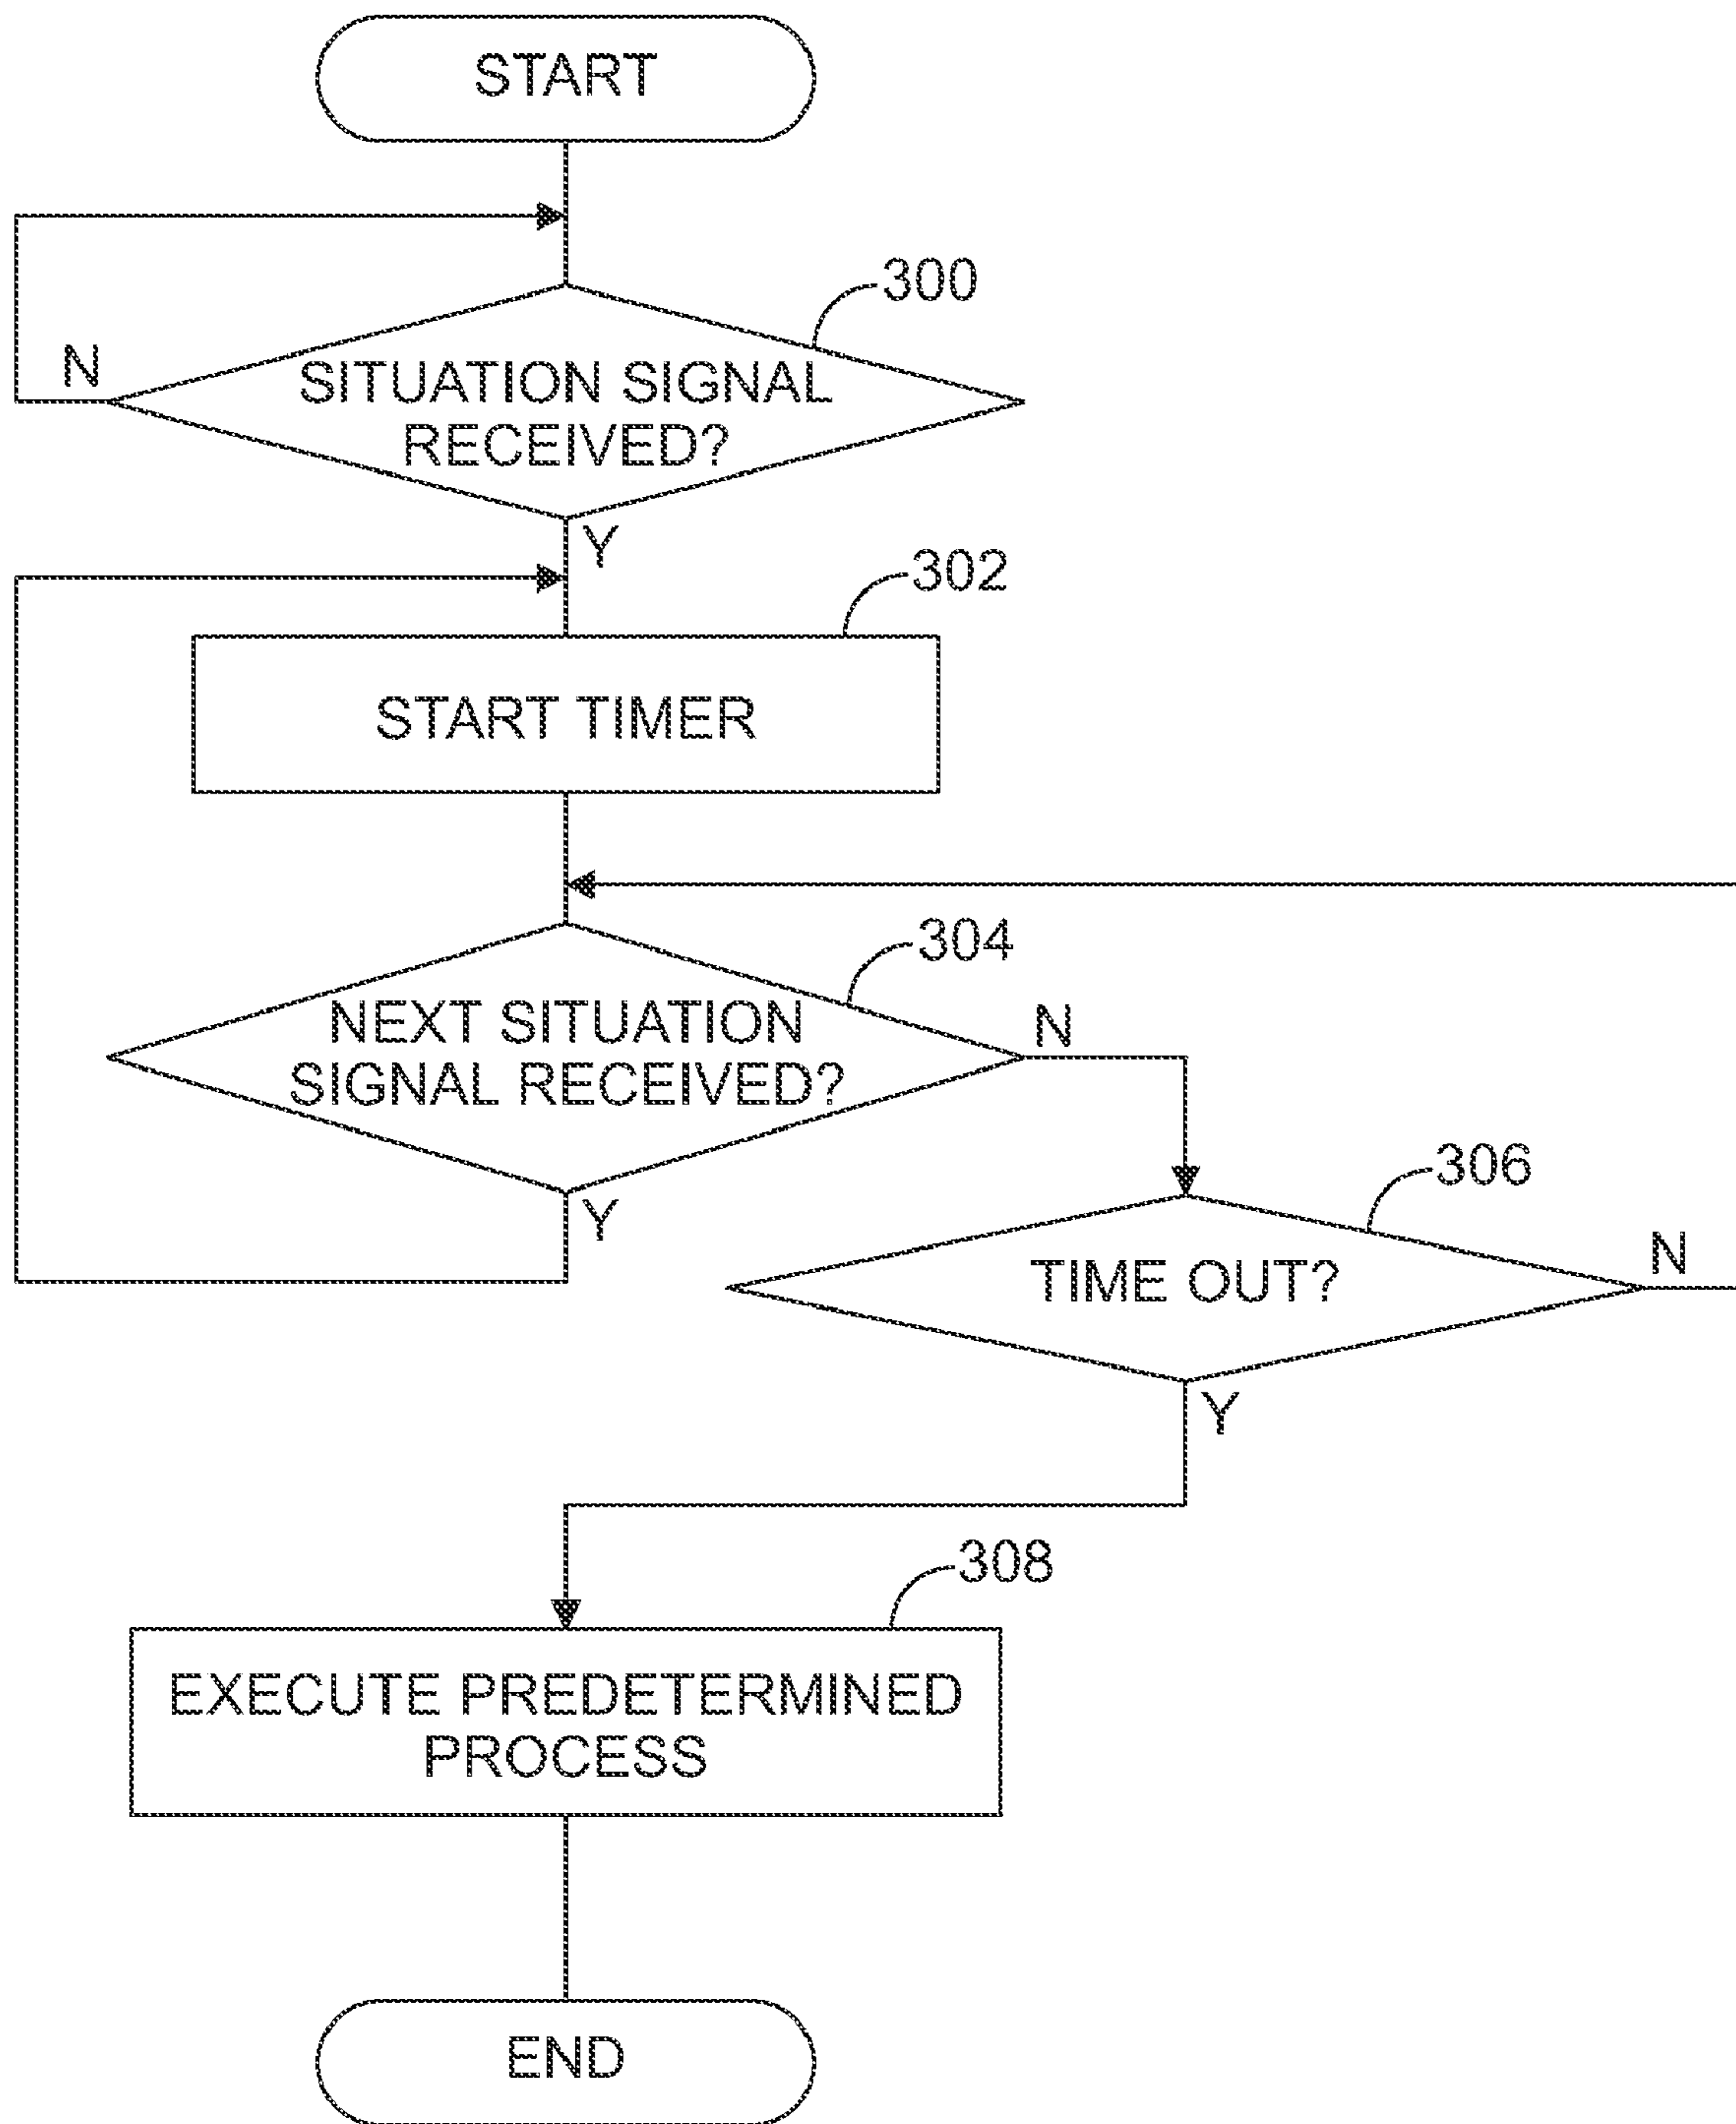 START
300
N
SITUATION SIGNAL
RECEIVED?
Y
302
START TIMER
304
NEXT SITUATION
SIGNAL RECEIVED?
N
Y
306
TIME OUT?
N
Y
308
EXECUTE PREDETERMINED
PROCESS
END